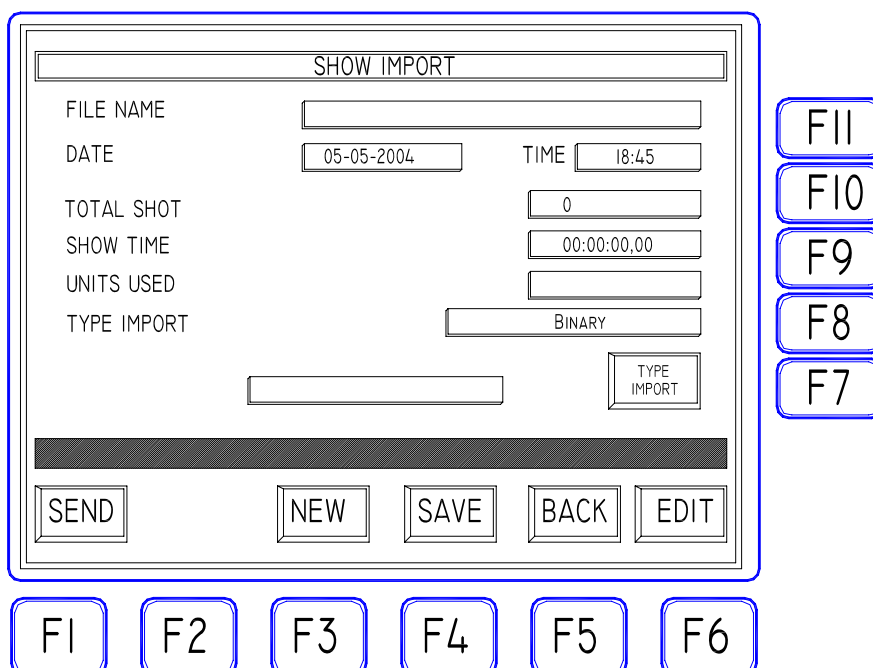 SHOW IMPORT
FILE NAME
DATE 05-05-2004 TIME 18:45
TOTAL SHOT 0
SHOW TIME 00:00:00,00
UNITS USED
TYPE IMPORT BINARY
TYPE
IMPORT
SEND NEW SAVE BACK EDIT
F11
F10
F9
F8
F7
F1 F2 F3 F4 F5 F6